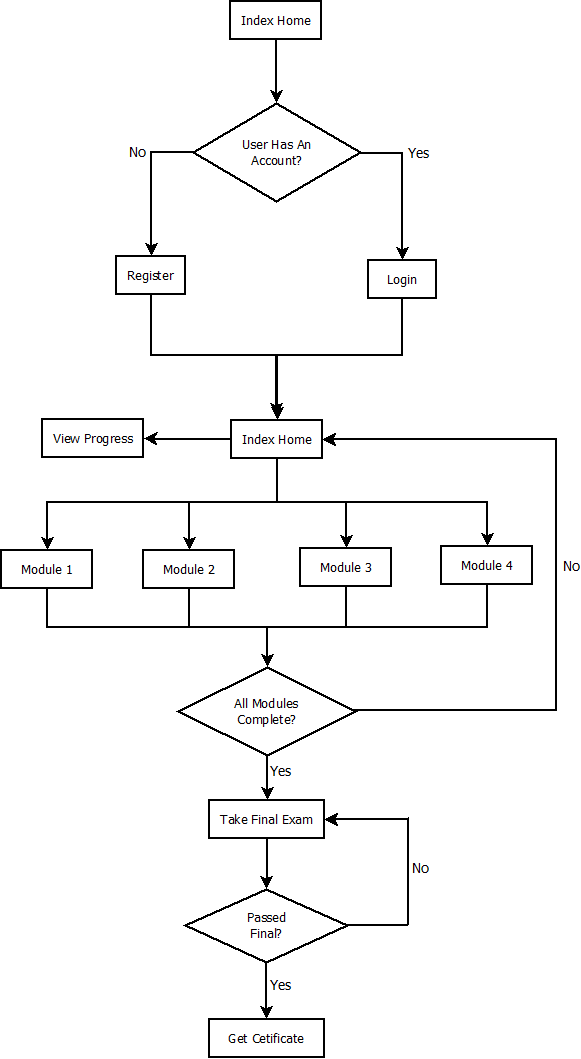 Index Home
User Has An
Account?
No
Yes
Register
Login
View Progress
Index Home
Module 1
Module 2
Module 3
Module 4
No
All Modules
Complete?
Yes
Take Final Exam
No
Passed
Final?
Yes
Get Cetificate